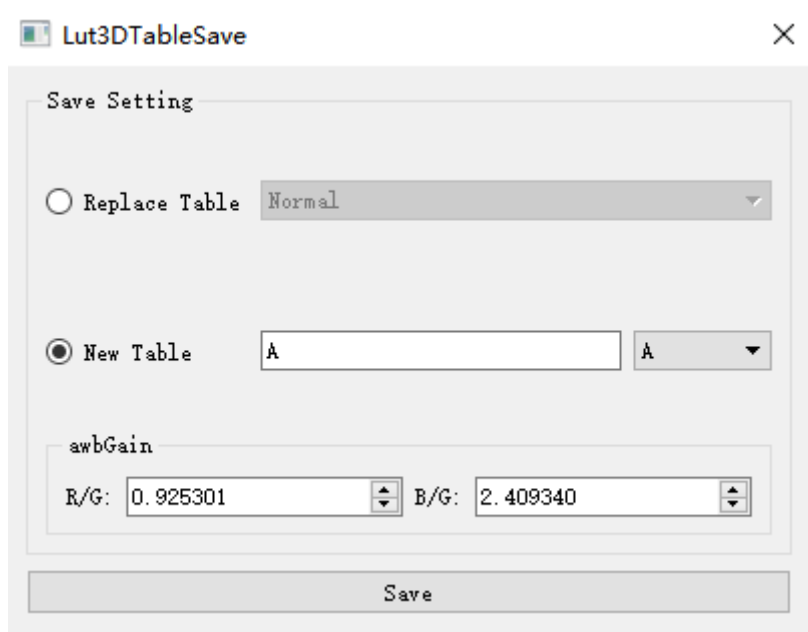 Lut3DTableSave
Save Setting
Replace Table Normal
New Table A A
awbGain
R/G: 0.925301 B/G: 2.409340
Save